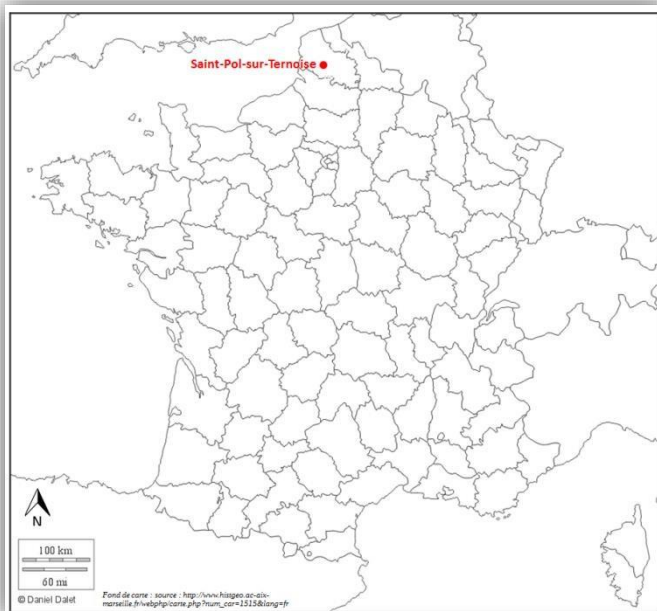 Saint-Pol-sur-Ternoise
N
100 km
60 mi
© Daniel Dalet
Fond de carte : source : http://www.hisgeo.ac-aix-
marseille.fr/webphp/carte.php?num_car=1515&lang=fr